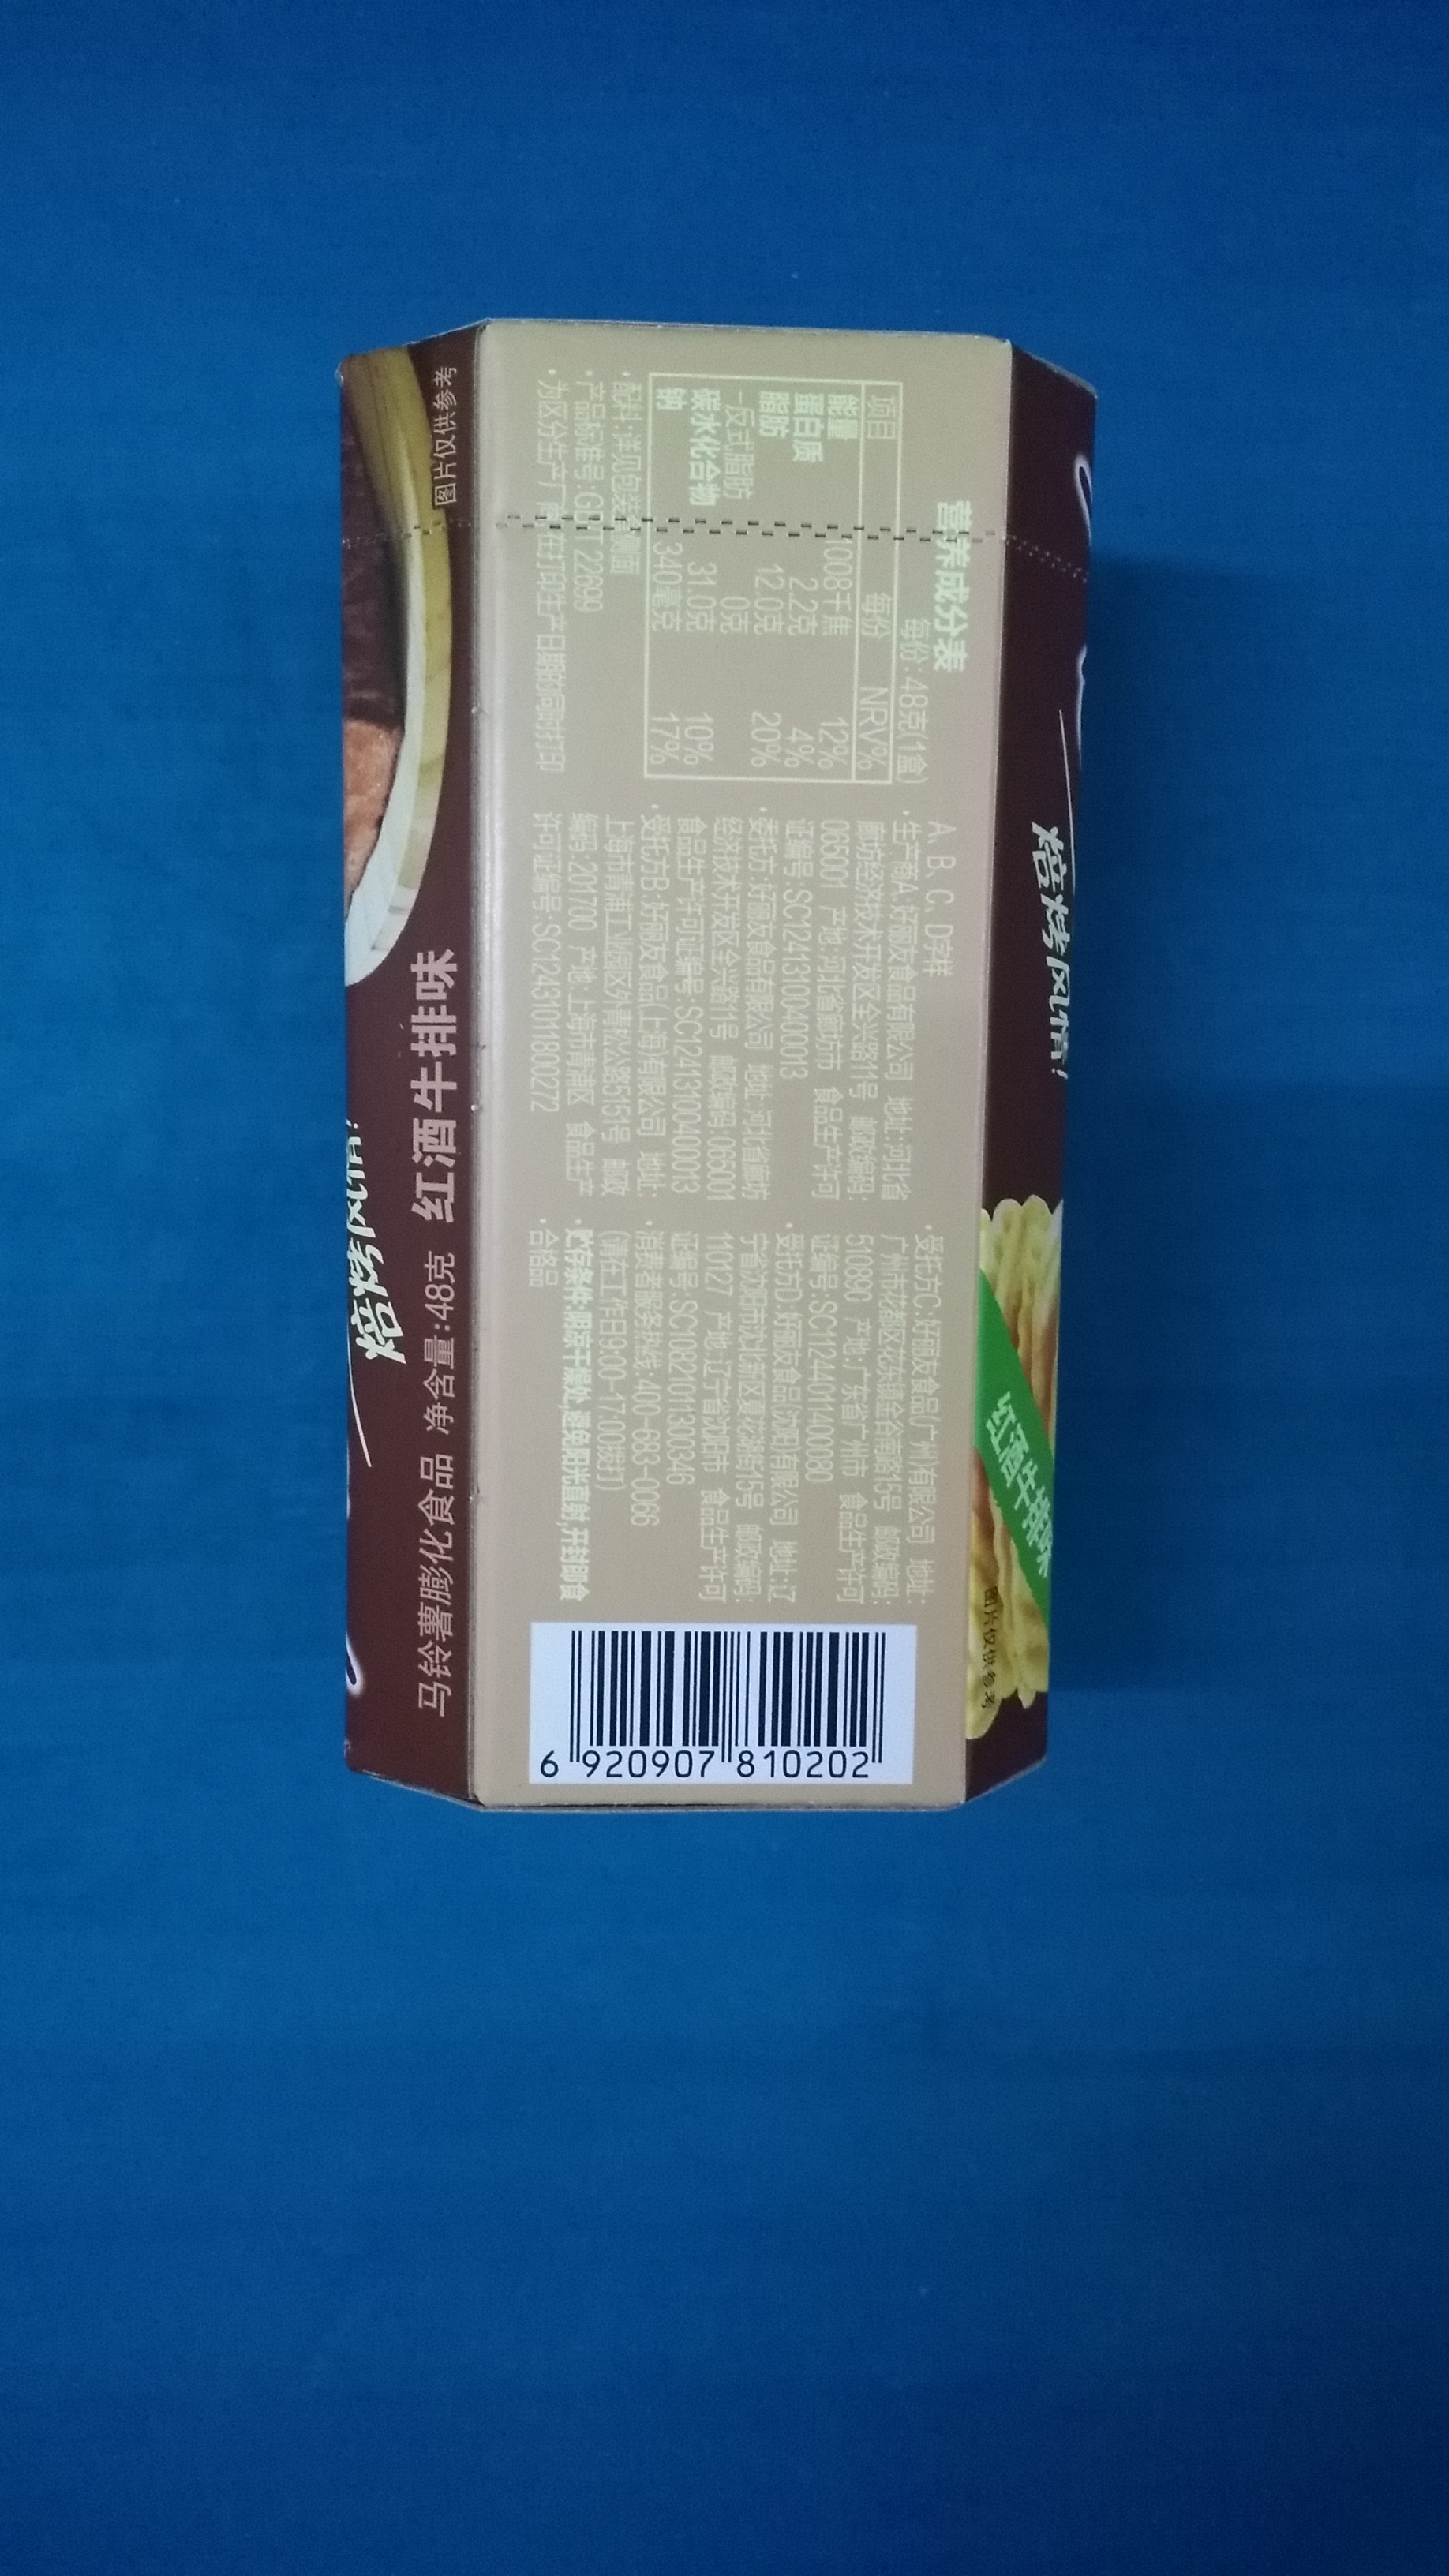 营养成分表
每份:48克(1盒)
项目 每份 NRV%
能量 1008千焦 12%
蛋白质 2.2克 4%
脂肪 12.0克 20%
-反式脂肪 0克
碳水化合物 31.0克 10%
钠 340毫克 17%
·配料:详见包装侧面
·产品标准号:GB/T 22699
·为区分生产厂商,在打印生产日期的同时打印
A、B、C、D字样
·生产商A:好丽友食品有限公司 地址:河北省
廊坊经济技术开发区全兴路11号 邮政编码:
065001 产地:河北省廊坊市 食品生产许可
证编号:SC12413100400013
·委托方:好丽友食品有限公司 地址:河北省廊坊
经济技术开发区全兴路11号 邮政编码:065001
食品生产许可证编号:SC12413100400013
·受托方B:好丽友食品(上海)有限公司 地址:
上海市青浦工业园区外青松公路5151号 邮政
编码:201700 产地:上海市青浦区 食品生产
许可证编号:SC12431011800272
·受托方C:好丽友食品(广州)有限公司 地址:
广州市花都区花东镇金谷南路15号 邮政编码:
510890 产地:广东省广州市 食品生产许可
证编号:SC12444011400080
·受托方D:好丽友食品(沈阳)有限公司 地址:辽
宁省沈阳市沈北新区夏花湖街15号 邮政编码:
110127 产地:辽宁省沈阳市 食品生产许可
证编号:SC10821011300346
·消费者服务热线:400-683-0066
(请在工作日9:00-17:00拨打)
·贮存条件:阴凉干燥处,避免阳光直射,开封即食
·合格品
6 920907 810202
马铃薯膨化食品 净含量:48克 红酒牛排味
图片仅供参考
焙烤风情!
焙烤风情!
红酒牛排味
图片仅供参考